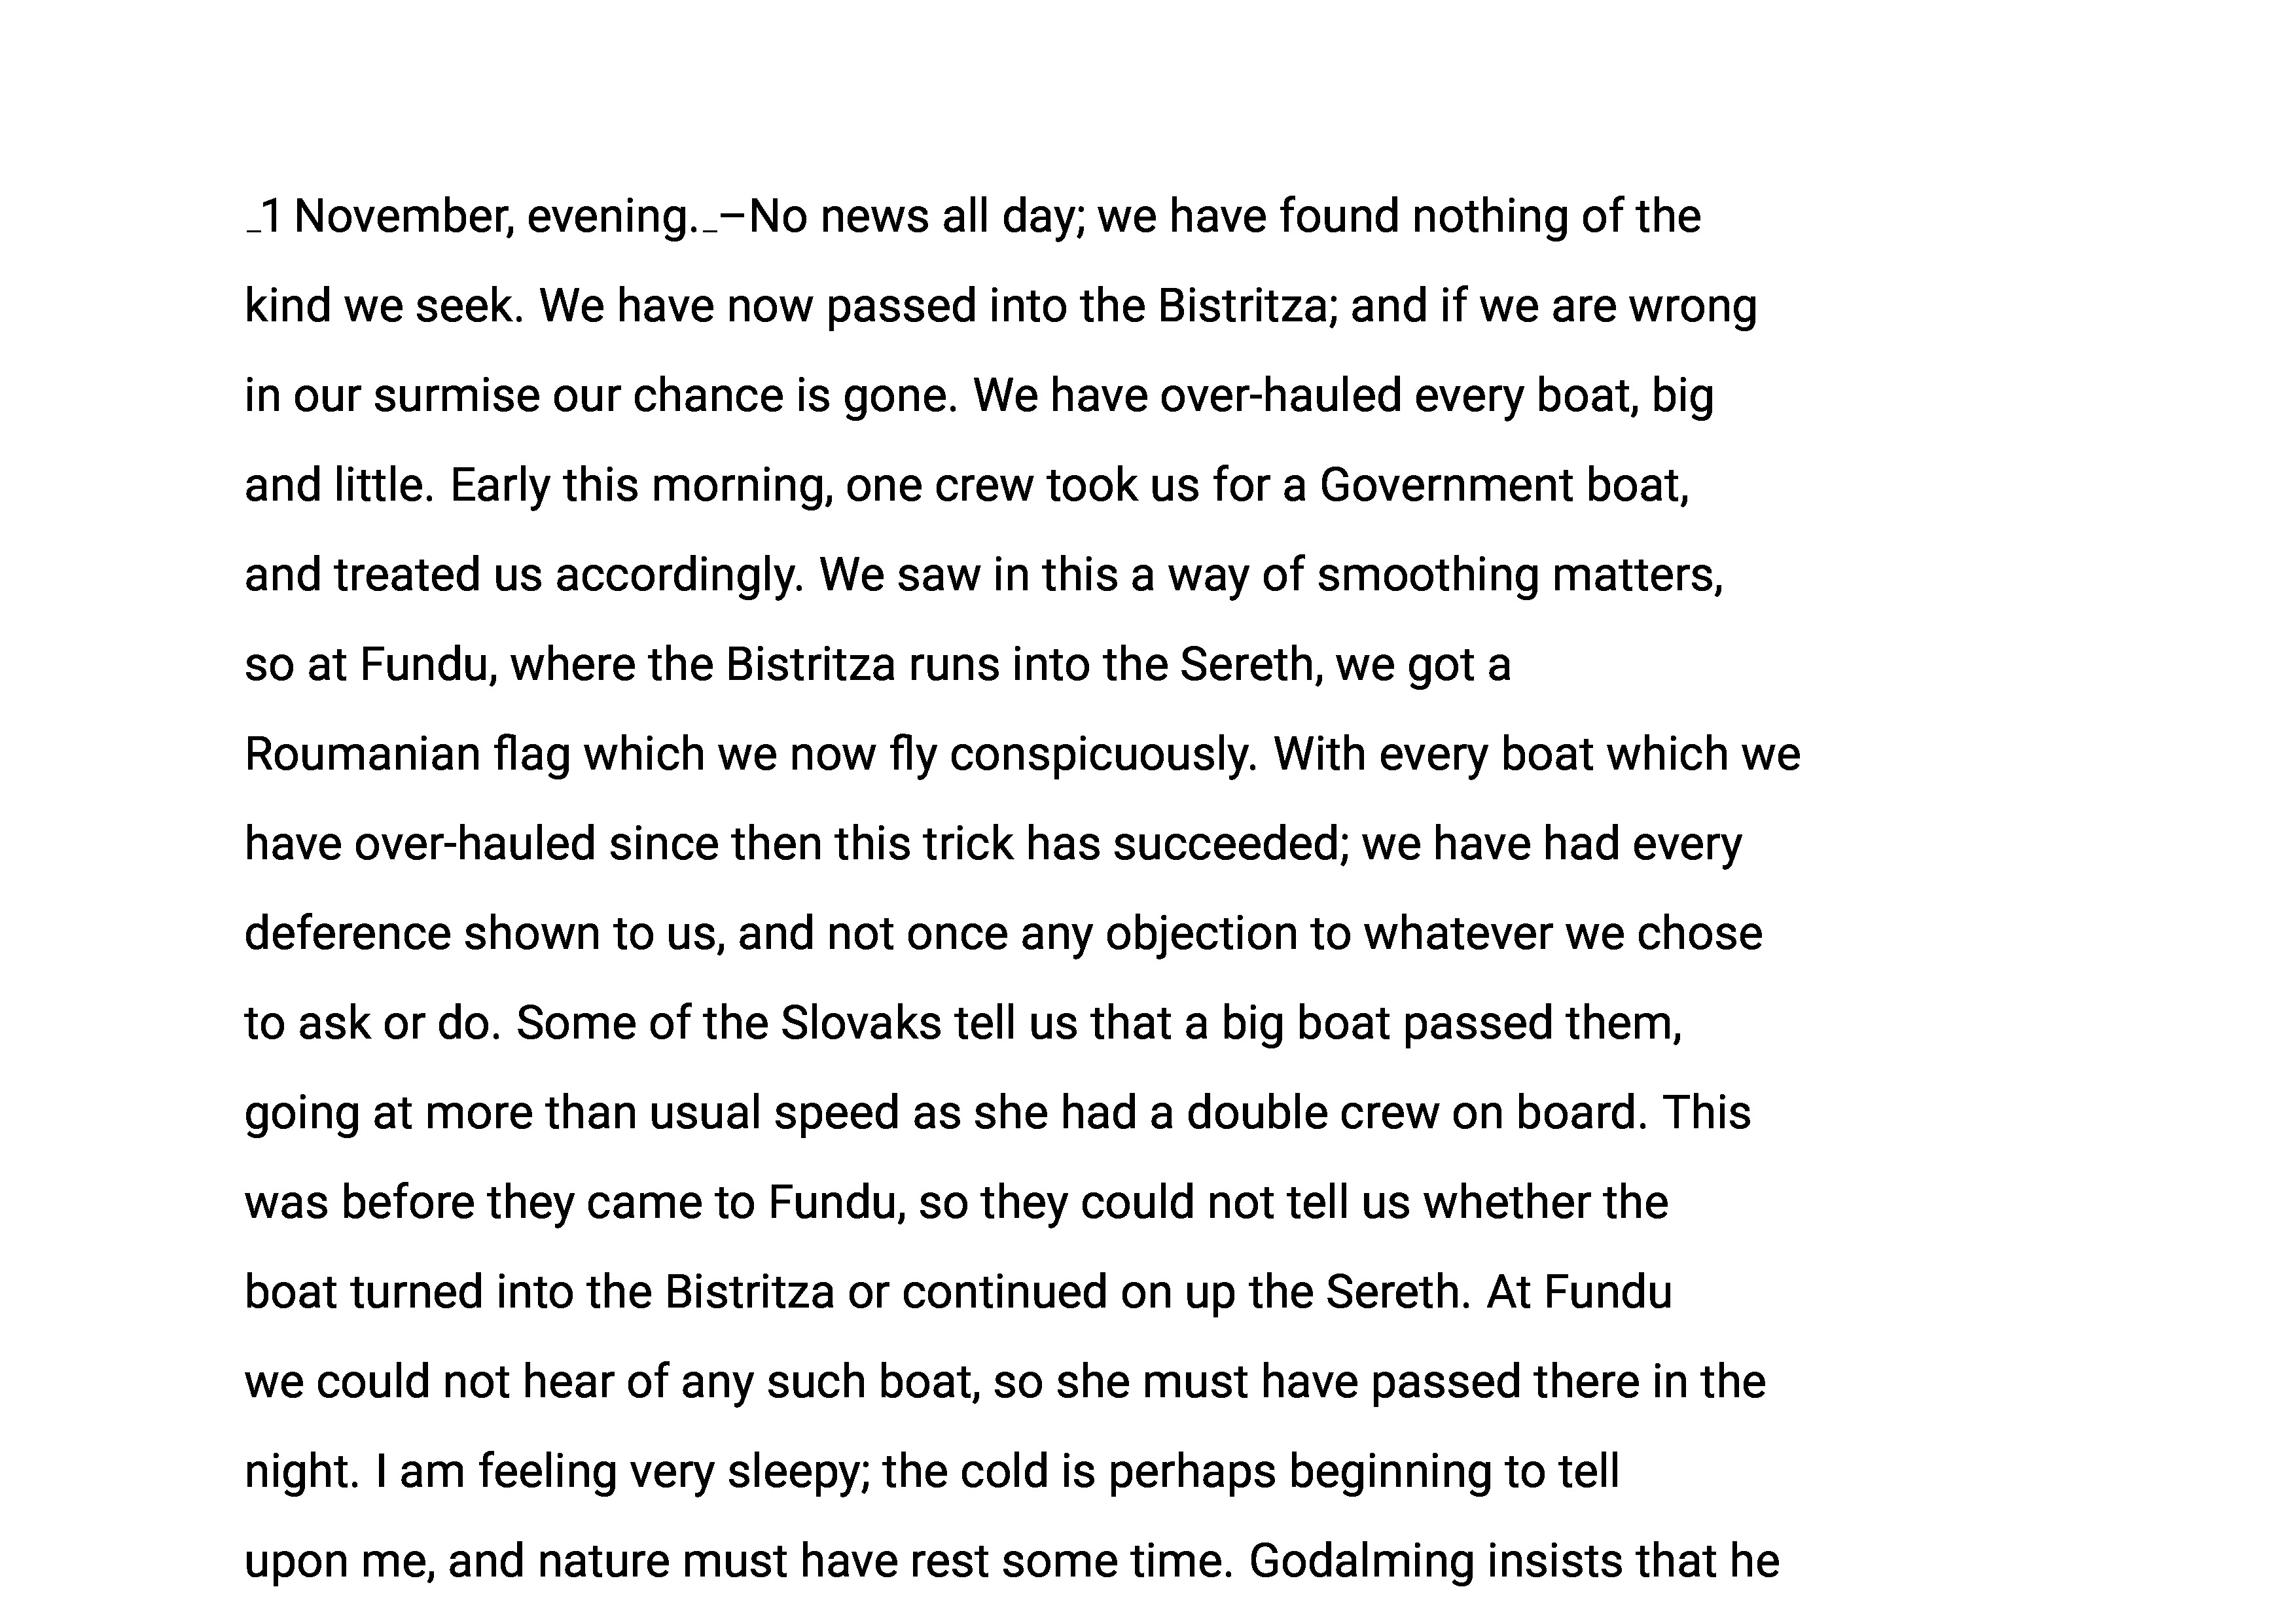 _1 November, evening._–No news all day; we have found nothing of the
kind we seek. We have now passed into the Bistritza; and if we are wrong
in our surmise our chance is gone. We have over-hauled every boat, big
and little. Early this morning, one crew took us for a Government boat,
and treated us accordingly. We saw in this a way of smoothing matters,
so at Fundu, where the Bistritza runs into the Sereth, we got a
Roumanian flag which we now fly conspicuously. With every boat which we
have over-hauled since then this trick has succeeded; we have had every
deference shown to us, and not once any objection to whatever we chose
to ask or do. Some of the Slovaks tell us that a big boat passed them,
going at more than usual speed as she had a double crew on board. This
was before they came to Fundu, so they could not tell us whether the
boat turned into the Bistritza or continued on up the Sereth. At Fundu
we could not hear of any such boat, so she must have passed there in the
night. I am feeling very sleepy; the cold is perhaps beginning to tell
upon me, and nature must have rest some time. Godalming insists that he